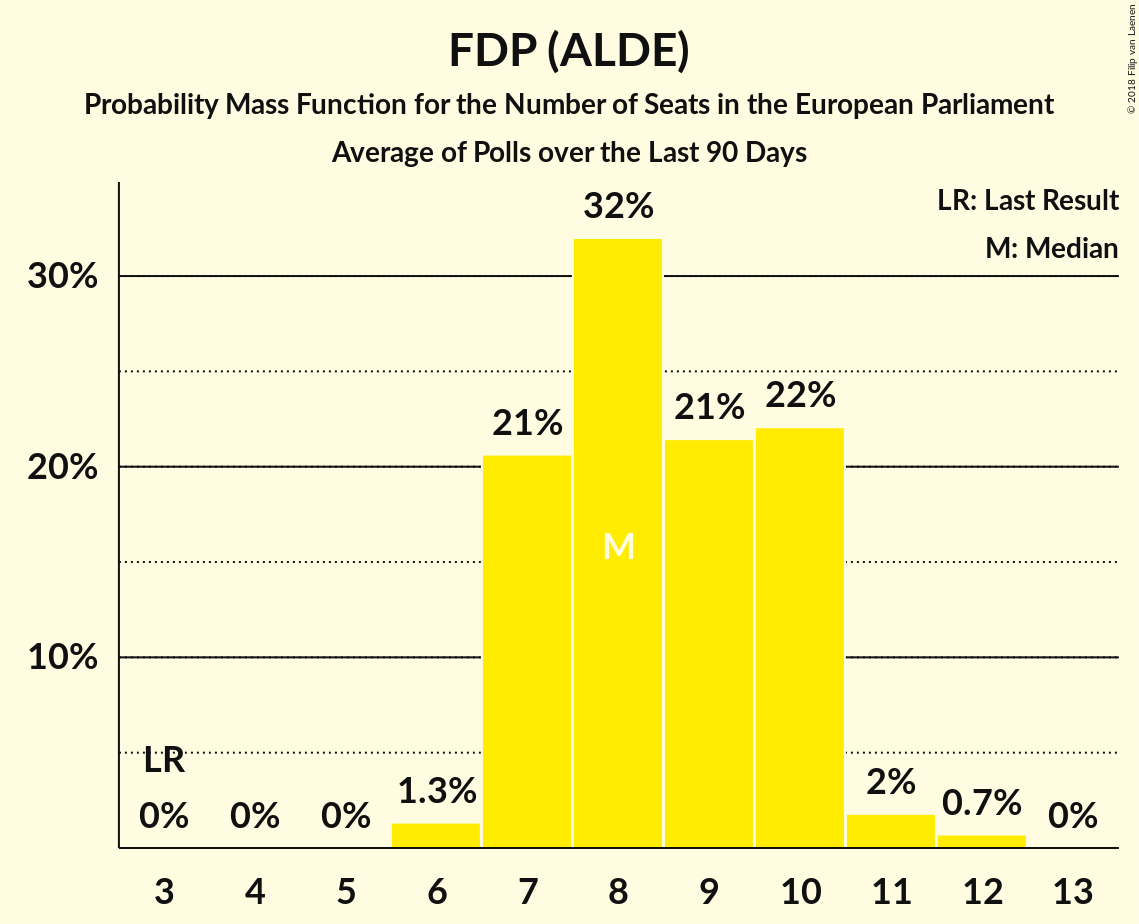 FDP (ALDE)
Probability Mass Function for the Number of Seats in the European Parliament
Average of Polls over the Last 90 Days
© 2018 Filip van Laenen
LR: Last Result
M: Median
30%
20%
10%
LR
0%
0%
0%
1.3%
21%
32%
M
21%
22%
2%
0.7%
0%
3 4 5 6 7 8 9 10 11 12 13